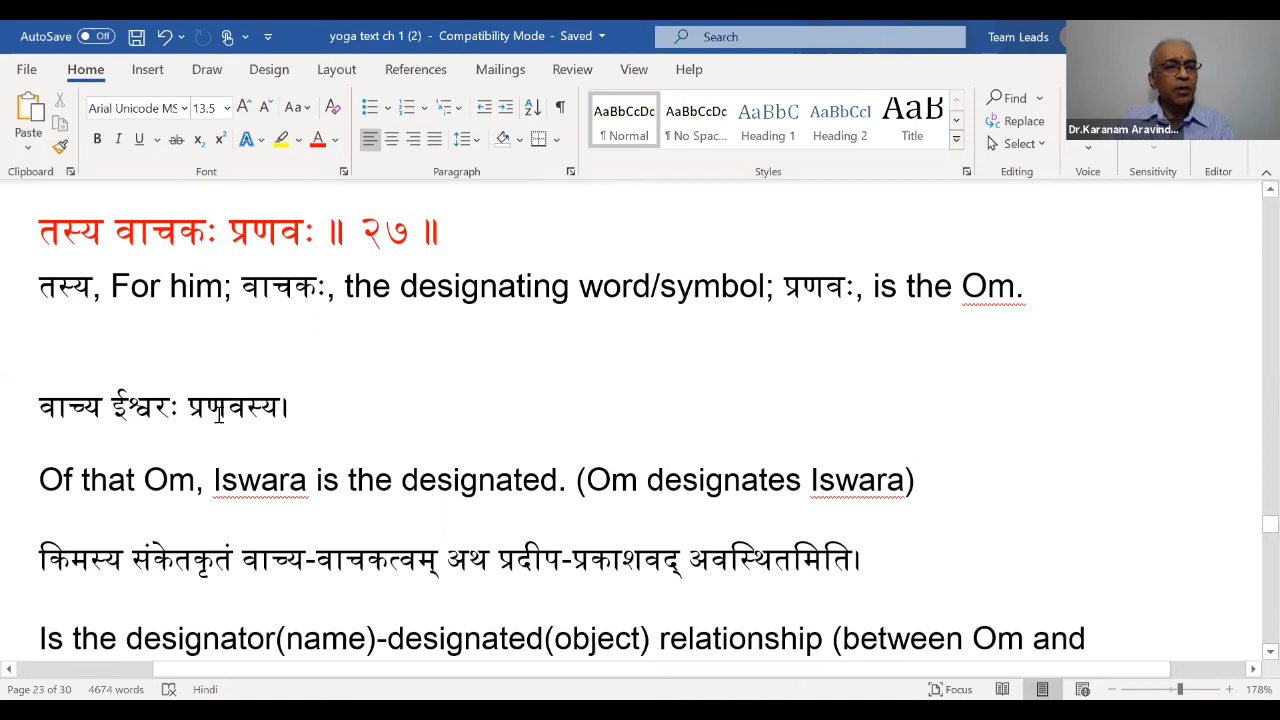 AutoSave Off yoga text ch 1 (2) - Compatibility Mode - Saved Search Team Leads
File Home Insert Draw Design Layout References Mailings Review View Help
Dr.Karanam Aravind...
Paste Arial Unicode MS 13.5 Aa AaBbCcDc AaBbCcDc AaBbC AaBbCcI AaB Find
Replace
B I U ab x₂ x² A A ¶ Normal ¶ No Spac... Heading 1 Heading 2 Title Select
Clipboard Font Paragraph Styles Editing Voice Sensitivity Editor
तस्य वाचकः प्रणवः ॥ २७ ॥
तस्य, For him; वाचकः, the designating word/symbol; प्रणवः, is the Om.
वाच्य ईश्वरः प्रणवस्य।
Of that Om, Iswara is the designated. (Om designates Iswara)
किमस्य संकेतकृतं वाच्य-वाचकत्वम् अथ प्रदीप-प्रकाशवद् अवस्थितमिति।
Is the designator(name)-designated(object) relationship (between Om and
Page 23 of 30 4674 words Hindi Focus 178%